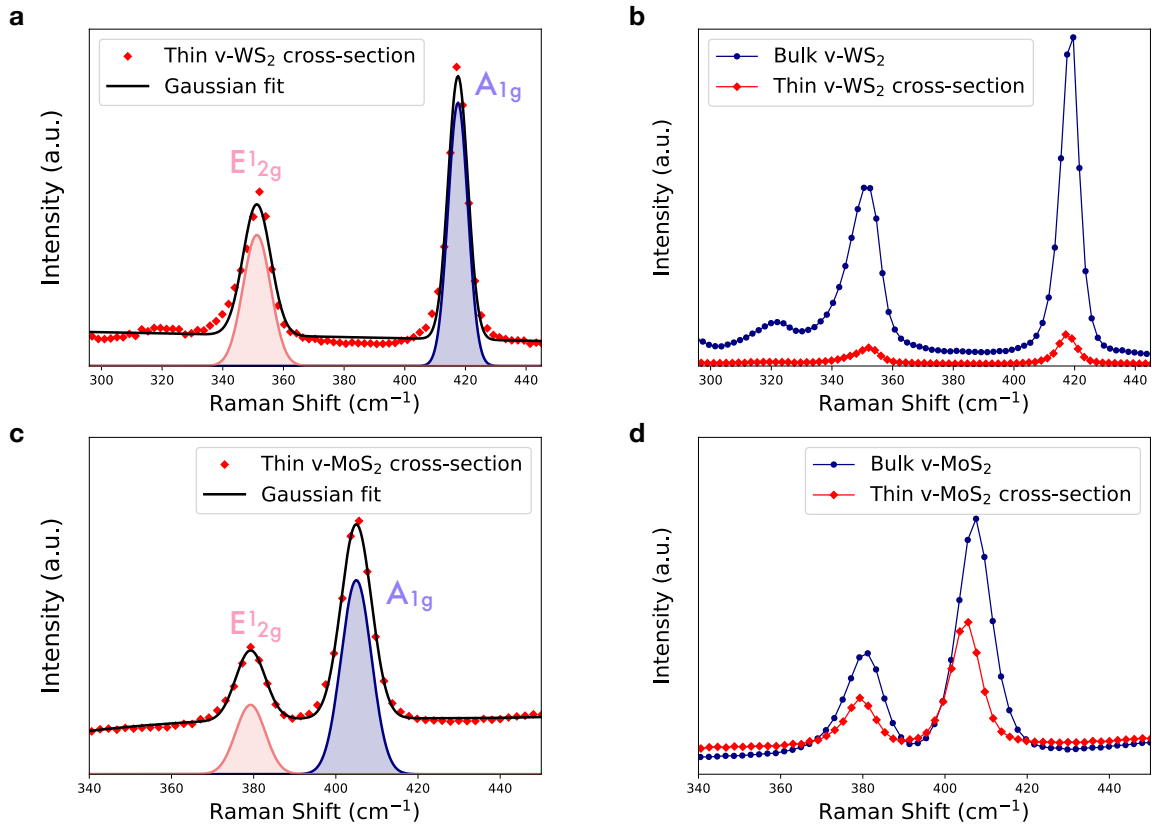 a
Thin v-WS₂ cross-section
Gaussian fit
E¹₂g
A₁g
Intensity (a.u.)
300 320 340 360 380 400 420 440
Raman Shift (cm⁻¹)
b
Bulk v-WS₂
Thin v-WS₂ cross-section
Intensity (a.u.)
300 320 340 360 380 400 420 440
Raman Shift (cm⁻¹)
c
Thin v-MoS₂ cross-section
Gaussian fit
E¹₂g
A₁g
Intensity (a.u.)
340 360 380 400 420 440
Raman Shift (cm⁻¹)
d
Bulk v-MoS₂
Thin v-MoS₂ cross-section
Intensity (a.u.)
340 360 380 400 420 440
Raman Shift (cm⁻¹)